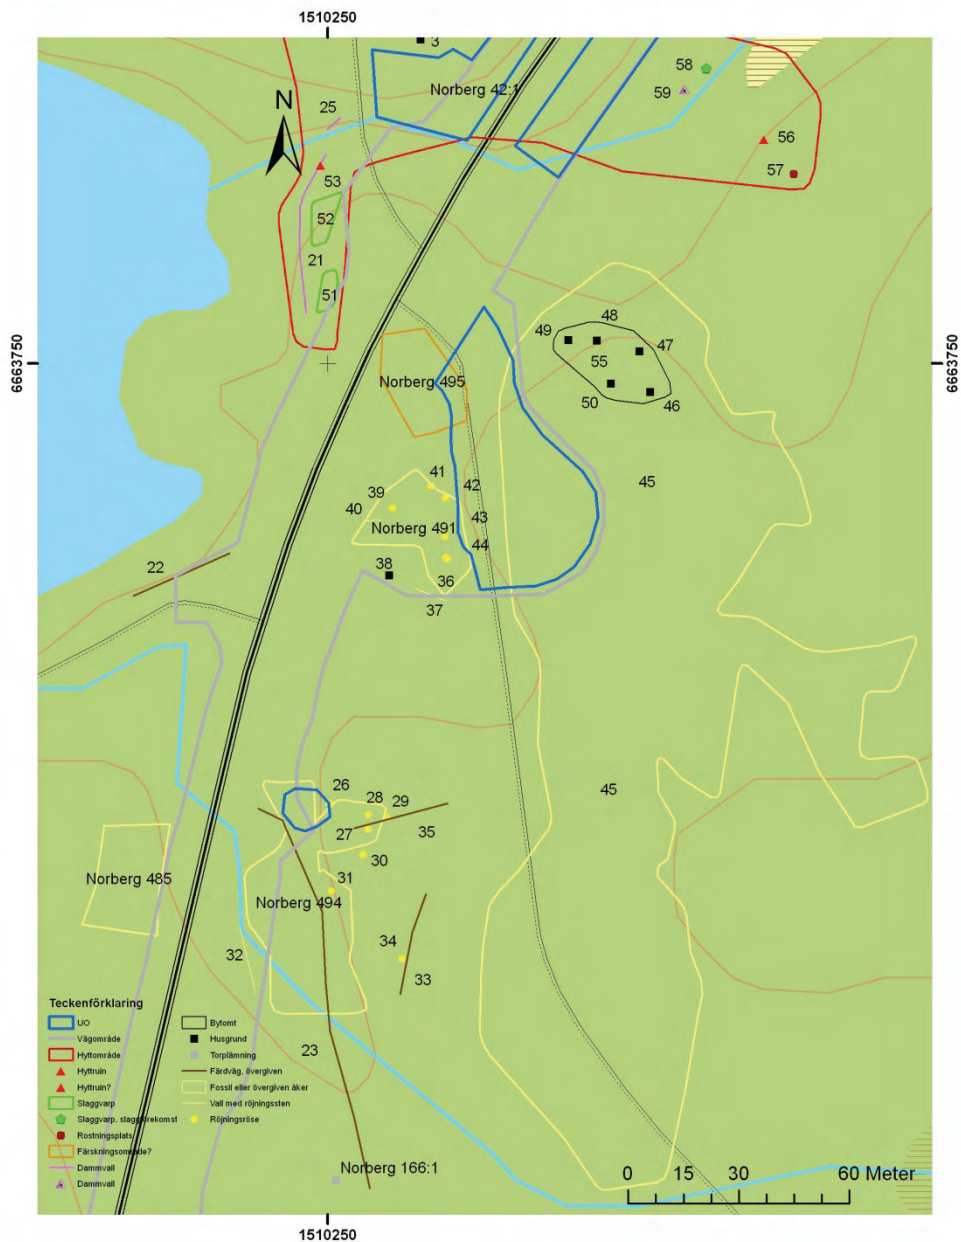 1510250
3
58
Norberg 42:1
59
N
25
56
57
53
52
21
51
48
49
47
6663750
6663750
55
Norberg 495
50
46
41
45
39
42
40
43
Norberg 491
44
38
22
36
37
26
45
28
29
27
35
30
Norberg 485
31
Norberg 494
34
32
33
Teckenförklaring
UO
Vägområde
Hyttområde
Hyttruin
Hyttruin?
Slaggvarp
Slaggvarp, slaggförekomst
Rostningsplats
Färskningsområde?
Dammvall
Dammvall
Bytomt
Husgrund
Torplämning
Färdväg, övergiven
Fossil eller övergiven åker
Vall med röjningssten
Röjningsröse
23
Norberg 166:1
0 15 30 60 Meter
1510250